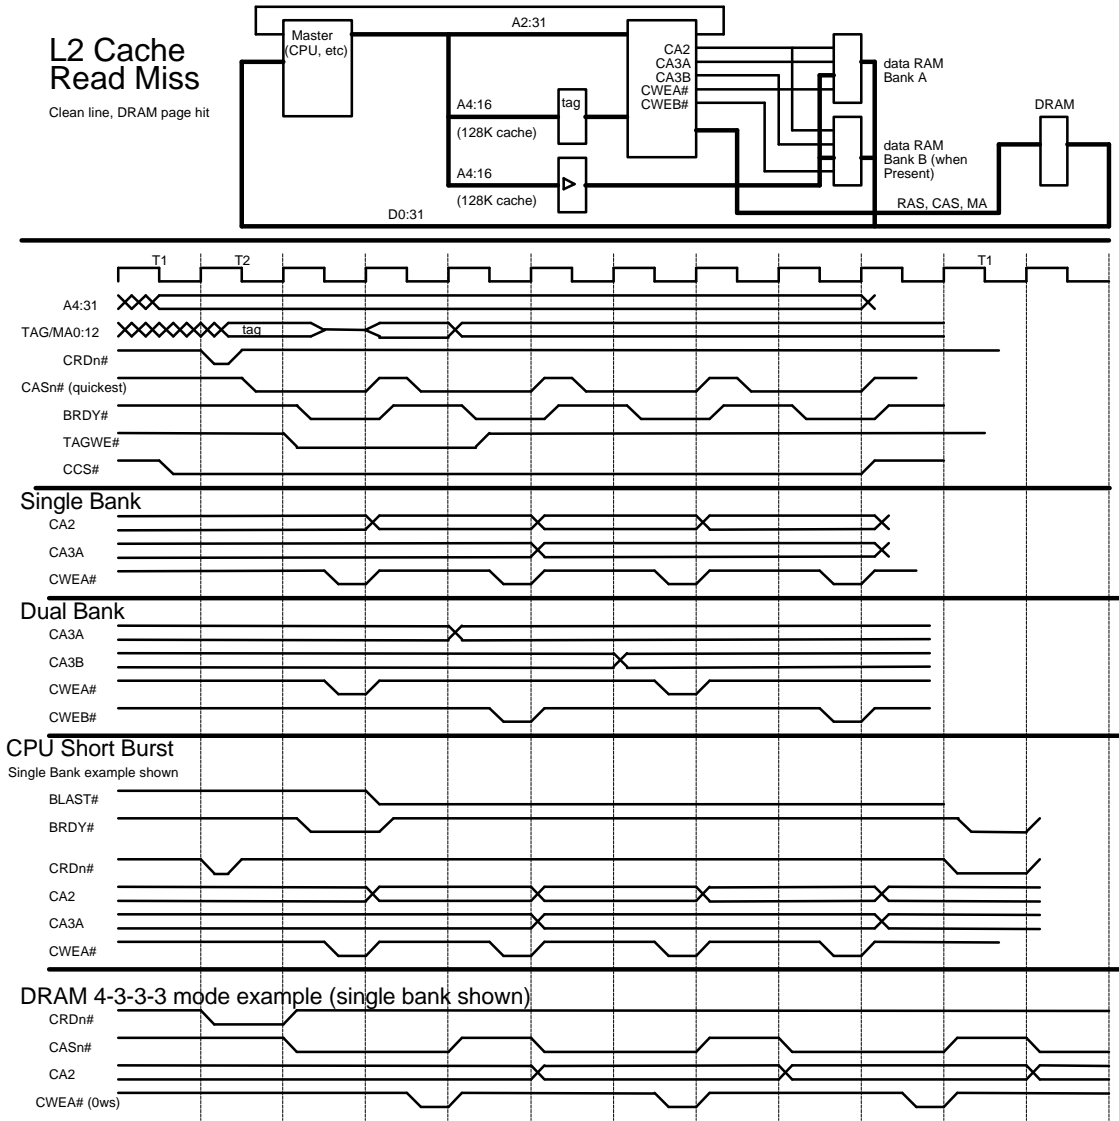 L2 Cache
Read Miss
Clean line, DRAM page hit
Master
(CPU, etc)
A2:31
CA2
CA3A
CA3B
CWEA#
CWEB#
data RAM
Bank A
A4:16
(128K cache)
tag
DRAM
data RAM
Bank B (when
Present)
A4:16
(128K cache)
RAS, CAS, MA
D0:31
T1
T2
T1
A4:31
TAG/MA0:12
tag
CRDn#
CASn# (quickest)
BRDY#
TAGWE#
CCS#
Single Bank
CA2
CA3A
CWEA#
Dual Bank
CA3A
CA3B
CWEA#
CWEB#
CPU Short Burst
Single Bank example shown
BLAST#
BRDY#
CRDn#
CA2
CA3A
CWEA#
DRAM 4-3-3-3 mode example (single bank shown)
CRDn#
CASn#
CA2
CWEA# (0ws)